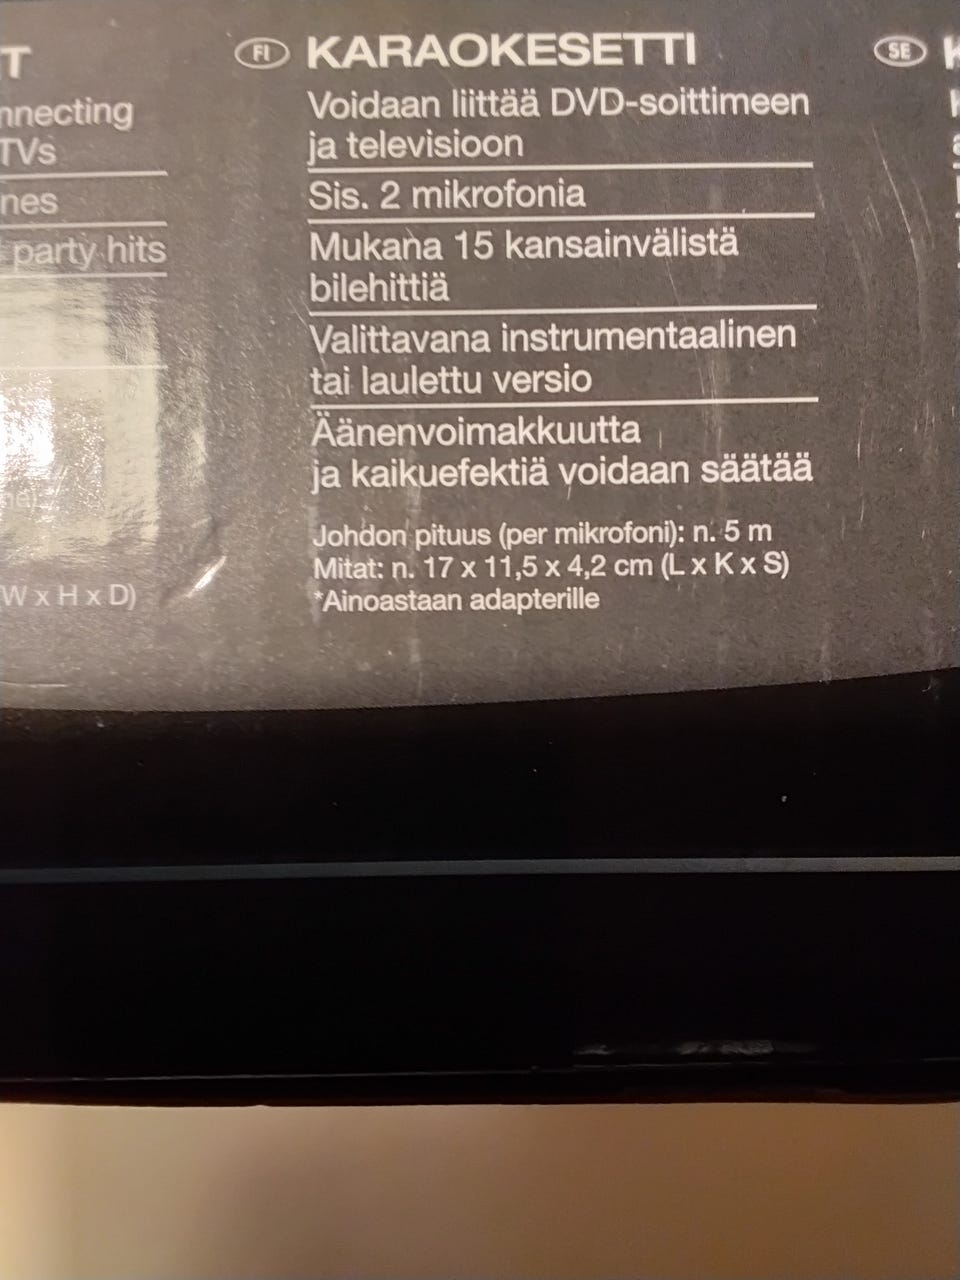 T
nnecting
TVs
nes
party hits
W x H x D)
FI KARAOKESETTI
Voidaan liittää DVD-soittimeen
ja televisioon
Sis. 2 mikrofonia
Mukana 15 kansainvälistä
bilehittiä
Valittavana instrumentaalinen
tai laulettu versio
Äänenvoimakkuutta
ja kaikuefektiä voidaan säätää
Johdon pituus (per mikrofoni): n. 5 m
Mitat: n. 17 x 11,5 x 4,2 cm (L x K x S)
*Ainoastaan adapterille
SE K